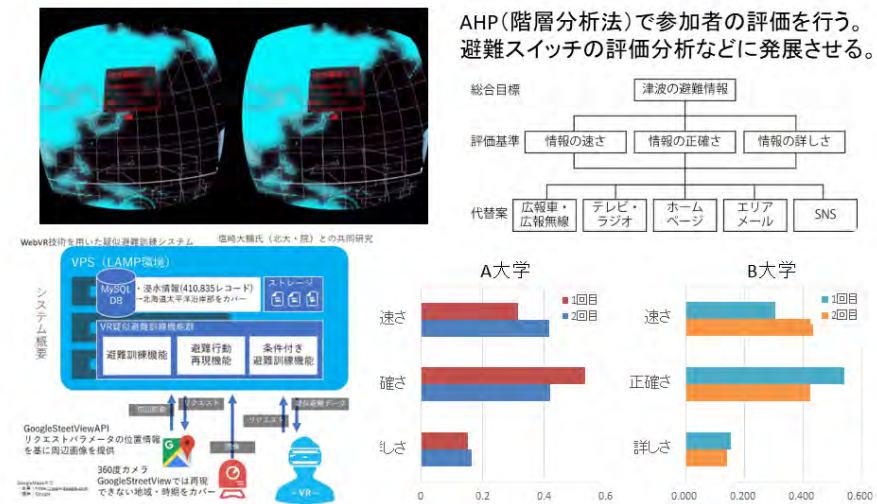 AHP(階層分析法)で参加者の評価を行う。
避難スイッチの評価分析などに発展させる。
総合目標
津波の避難情報
評価基準
情報の速さ
情報の正確さ
情報の詳しさ
代替案
広報車・
広報無線
テレビ・
ラジオ
ホーム
ページ
エリア
メール
SNS
WebVR技術を用いた疑似避難訓練システム
塩崎大輔氏(北大・院)との共同研究
システム概要
VPS(LAMP環境)
MySQL
DB
・浸水情報(410,835レコード)
→北海道太平洋沿岸部をカバー
ストレージ
VR疑似避難訓練機能群
避難訓練機能
避難行動
再現機能
条件付き
避難訓練機能
リクエスト
リクエスト
疑似避難データ
GoogleSteetViewAPI
リクエストパラメータの位置情報
を基に周辺画像を提供
360度カメラ
GoogleStreetViewでは再現
できない地域・時期をカバー
VR
A大学
1回目
2回目
速さ
確さ
しさ
0
0.2
0.4
0.6
B大学
1回目
2回目
速さ
正確さ
詳しさ
0.000
0.200
0.400
0.600